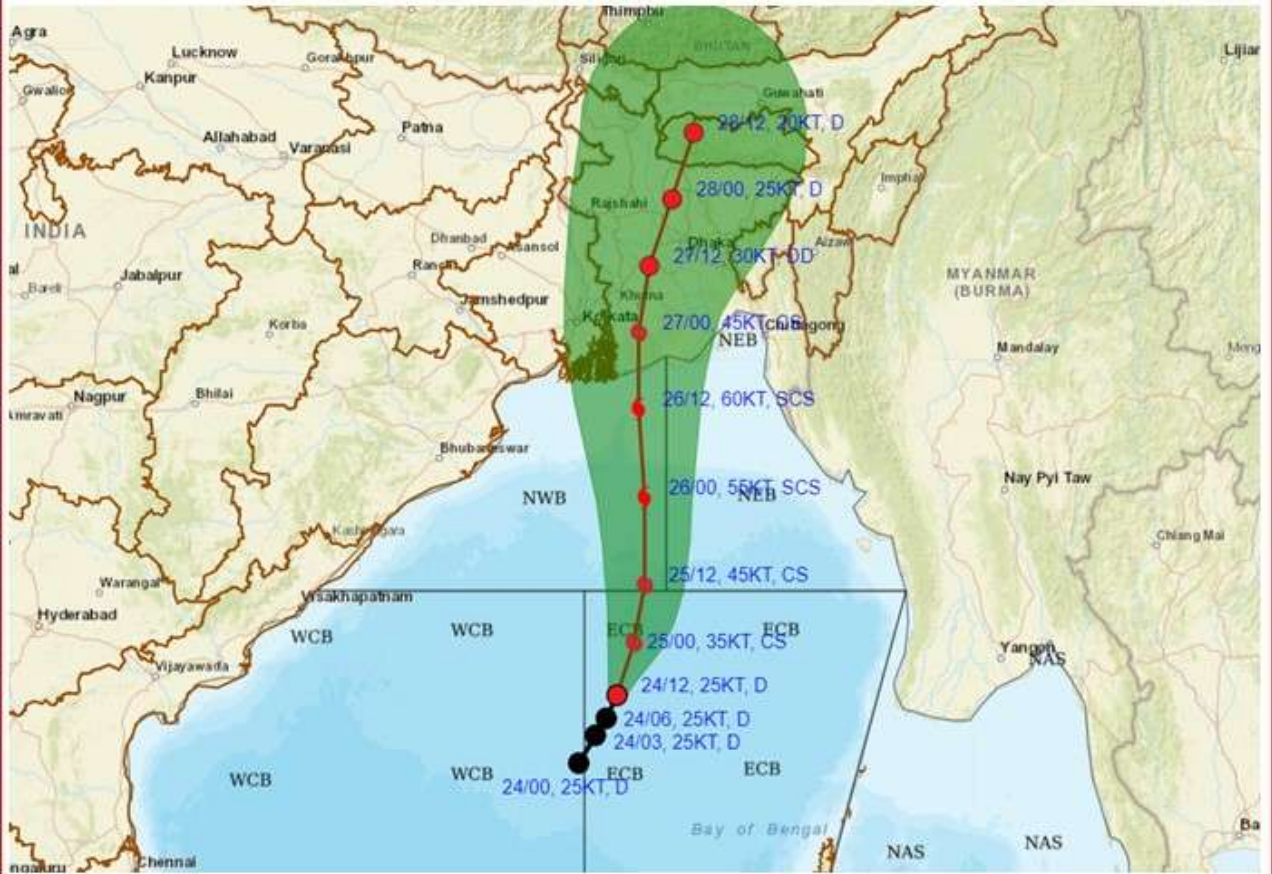 Thimphu
Agra
Lucknow
BHUTAN
Lijian
Siliguri
Gorakhpur
Kanpur
Gwalior
Guwahati
28/12, 20KT, D
Allahabad
Patna
Varanasi
Imphal
28/00, 25KT, D
Rajshahi
INDIA
Dhanbad
Dhaka
Asansol
Aizawl
27/12, 30KT, DD
al
Jabalpur
Ranchi
MYANMAR
(BURMA)
Khulna
Jamshedpur
Kolkata
27/00, 45KT, CS
Chittagong
Korba
NEB
Mandalay
Nagpur
Bhilai
26/12, 60KT, SCS
Amravati
Bhubaneswar
Nay Pyi Taw
26/00, 55KT, SCS
NWB
NEB
Chiang Mai
Warangal
25/12, 45KT, CS
Visakhapatnam
Hyderabad
WCB
WCB
ECB
ECB
25/00, 35KT, CS
Yangon
NAS
Vijayawada
24/12, 25KT, D
24/06, 25KT, D
24/03, 25KT, D
WCB
WCB
ECB
ECB
24/00, 25KT, D
Bay of Bengal
Ba
NAS
NAS
Chennai
ngaluru